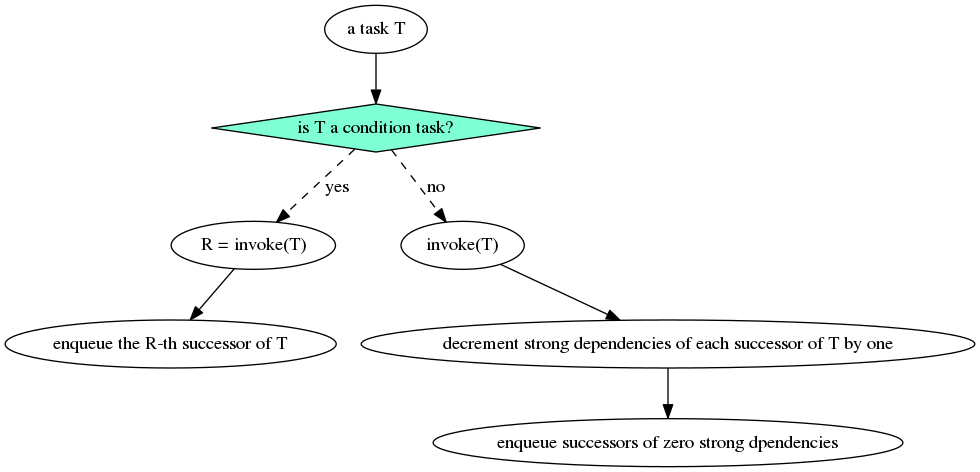 a task T
is T a condition task?
yes
no
R = invoke(T)
invoke(T)
enqueue the R-th successor of T
decrement strong dependencies of each successor of T by one
enqueue successors of zero strong dpendencies